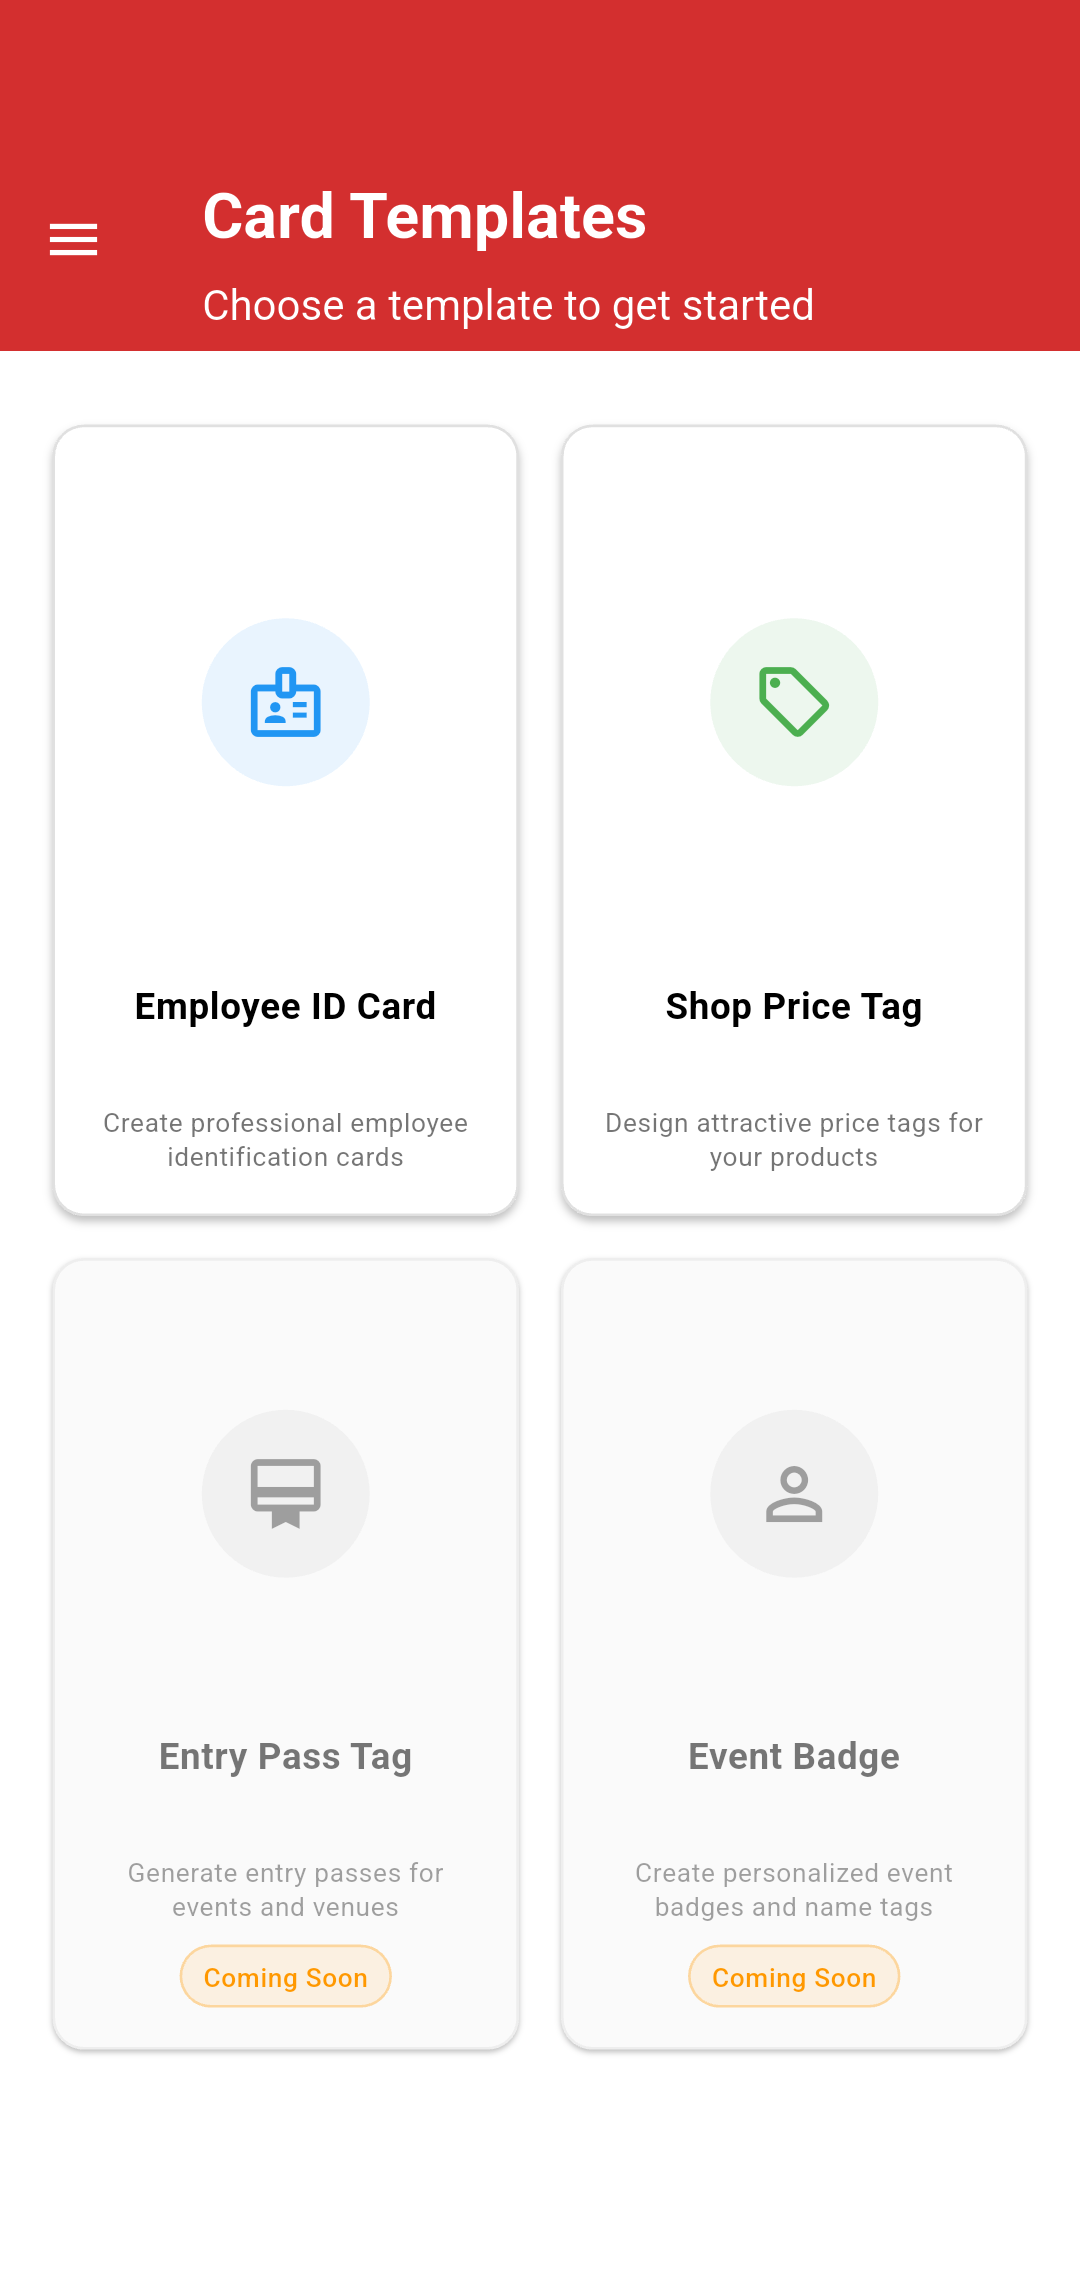 Card Templates
Choose a template to get started
Employee ID Card
Create professional employee
identification cards
Shop Price Tag
Design attractive price tags for
your products
Entry Pass Tag
Generate entry passes for
events and venues
Coming Soon
Event Badge
Create personalized event
badges and name tags
Coming Soon